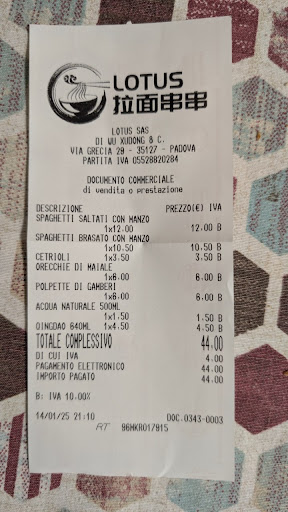 LOTUS
拉面串串
LOTUS SAS
DI WU XUDONG & C.
VIA GRECIA 20 - 35127 - PADOVA
PARTITA IVA 05528820284
DOCUMENTO COMMERCIALE
di vendita o prestazione
DESCRIZIONE PREZZO(€) IVA
SPAGHETTI SALTATI CON MANZO
1x12.00 12.00 B
SPAGHETTI BRASATO CON MANZO
1x10.50 10.50 B
CETRIOLI 1x3.50 3.50 B
ORECCHIE DI MAIALE
1x6.00 6.00 B
POLPETTE DI GAMBERI
1x6.00 6.00 B
ACQUA NATURALE 500ML
1x1.50 1.50 B
QINGDAO 640ML 1x4.50 4.50 B
TOTALE COMPLESSIVO 44.00
DI CUI IVA 4.00
PAGAMENTO ELETTRONICO 44.00
IMPORTO PAGATO 44.00
B: IVA 10.00%
14/01/25 21:10 DOC.0343-0003
RT 96MKR017915